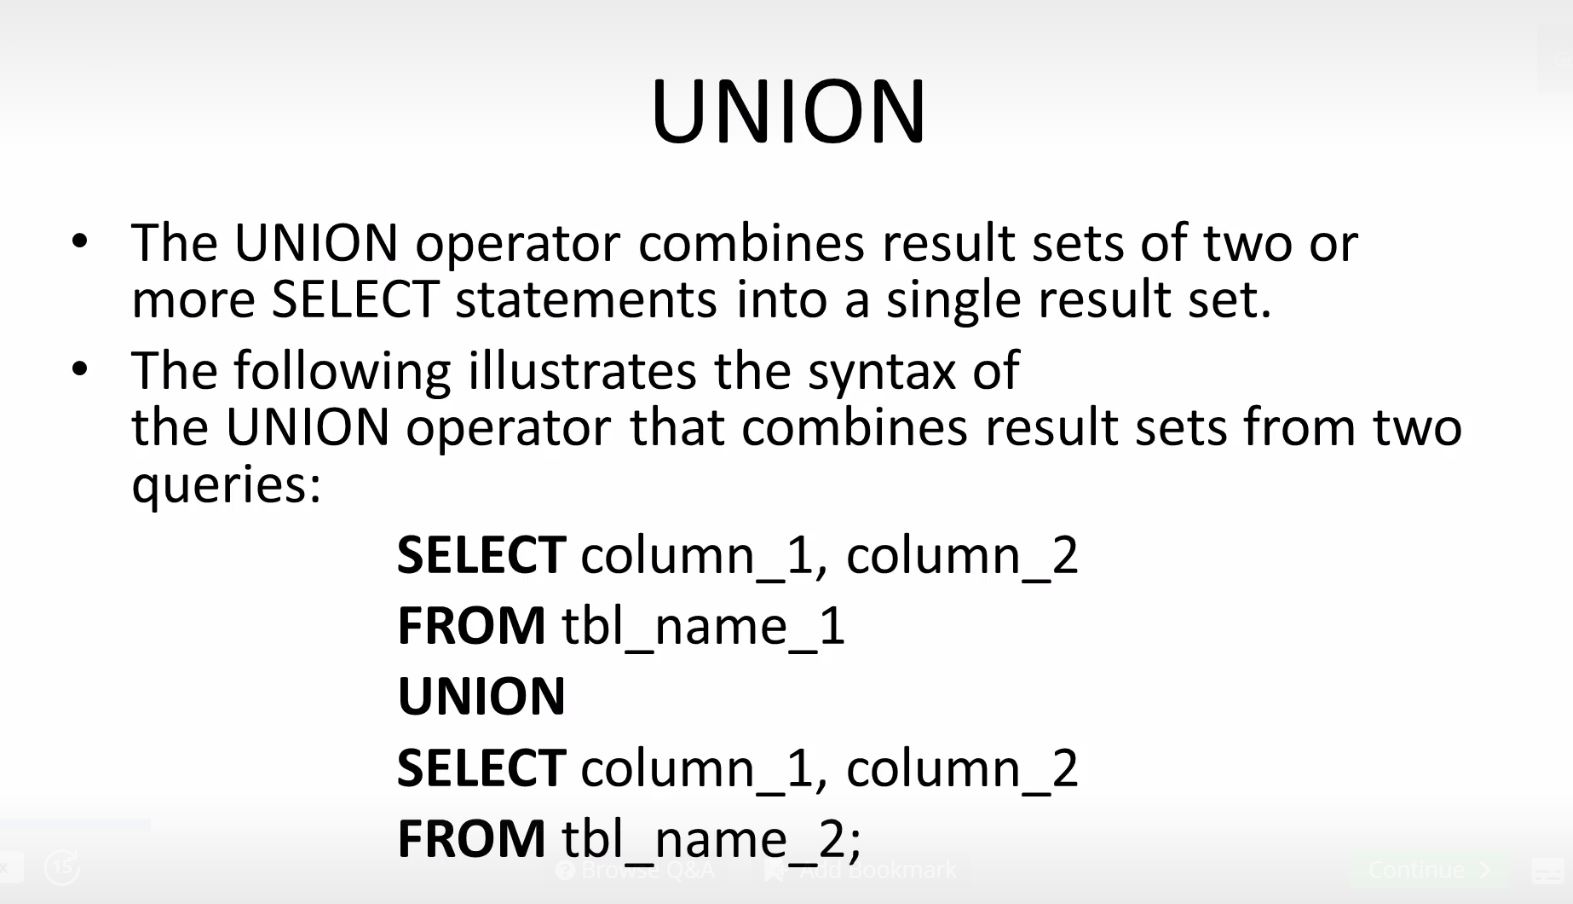 UNION
• The UNION operator combines result sets of two or
more SELECT statements into a single result set.
• The following illustrates the syntax of
the UNION operator that combines result sets from two
queries:
SELECT column_1, column_2
FROM tbl_name_1
UNION
SELECT column_1, column_2
FROM tbl_name_2;
x 15 Browse Q&A Add Bookmark Continue